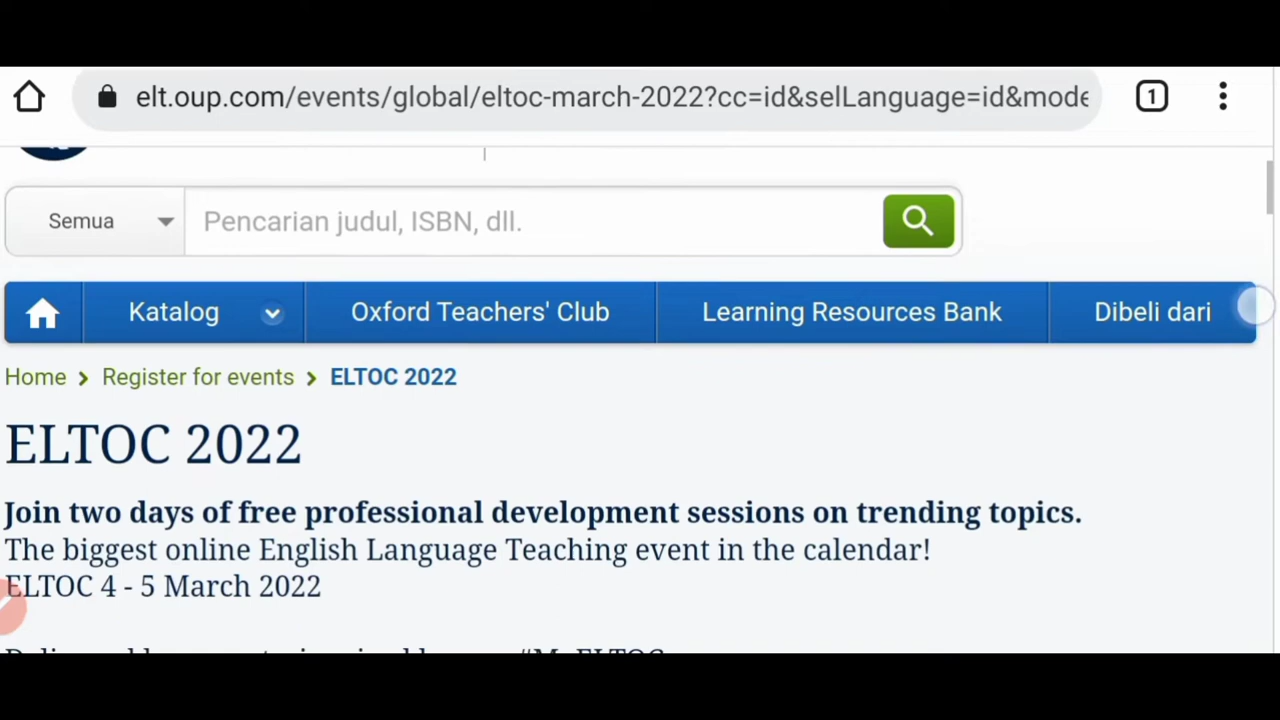 elt.oup.com/events/global/eltoc-march-2022?cc=id&selLanguage=id&mode
1
Semua
Pencarian judul, ISBN, dll.
Katalog
Oxford Teachers' Club
Learning Resources Bank
Dibeli dari
Home > Register for events > ELTOC 2022
ELTOC 2022
Join two days of free professional development sessions on trending topics.
The biggest online English Language Teaching event in the calendar!
ELTOC 4 - 5 March 2022